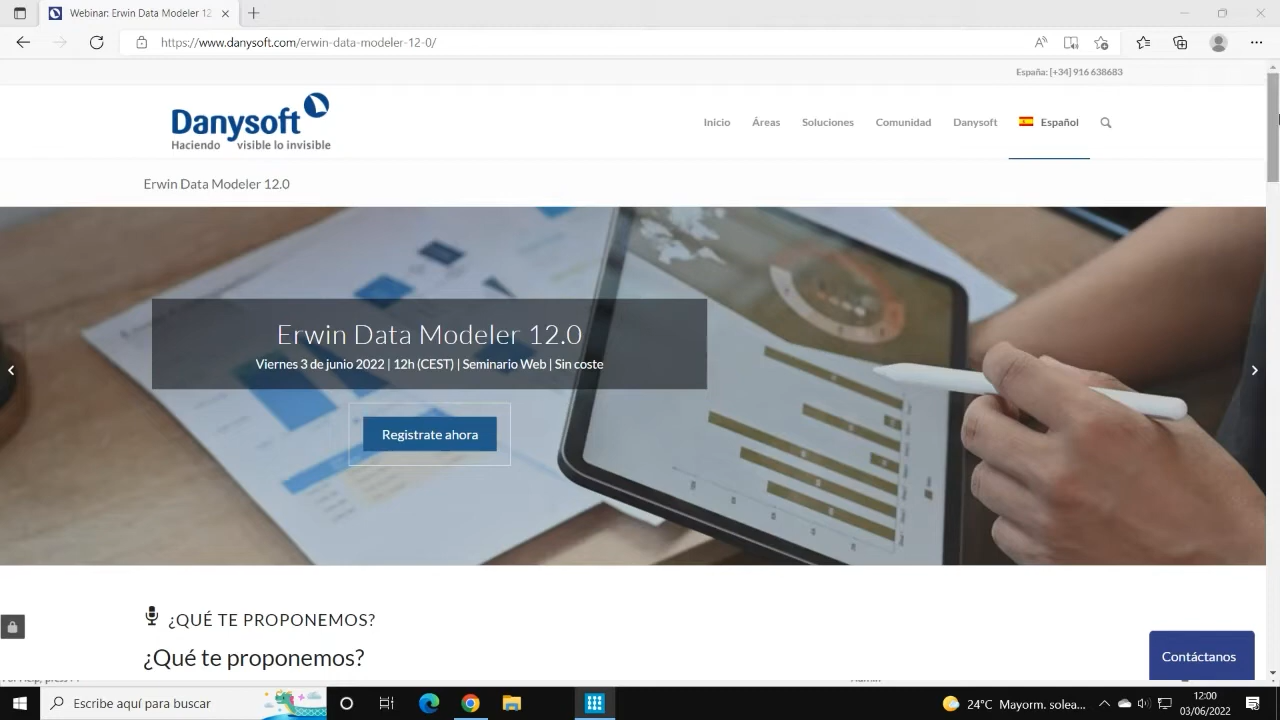 Webinar: Erwin Data Modeler 12
https://www.danysoft.com/erwin-data-modeler-12-0/
España: [+34] 916 638683
Danysoft
Haciendo visible lo invisible
Inicio
Áreas
Soluciones
Comunidad
Danysoft
Español
Erwin Data Modeler 12.0
Erwin Data Modeler 12.0
Viernes 3 de junio 2022 | 12h (CEST) | Seminario Web | Sin coste
Registrate ahora
¿QUÉ TE PROPONEMOS?
¿Qué te proponemos?
Contáctanos
Escribe aquí para buscar
24°C Mayorm. solea...
12:00
03/06/2022